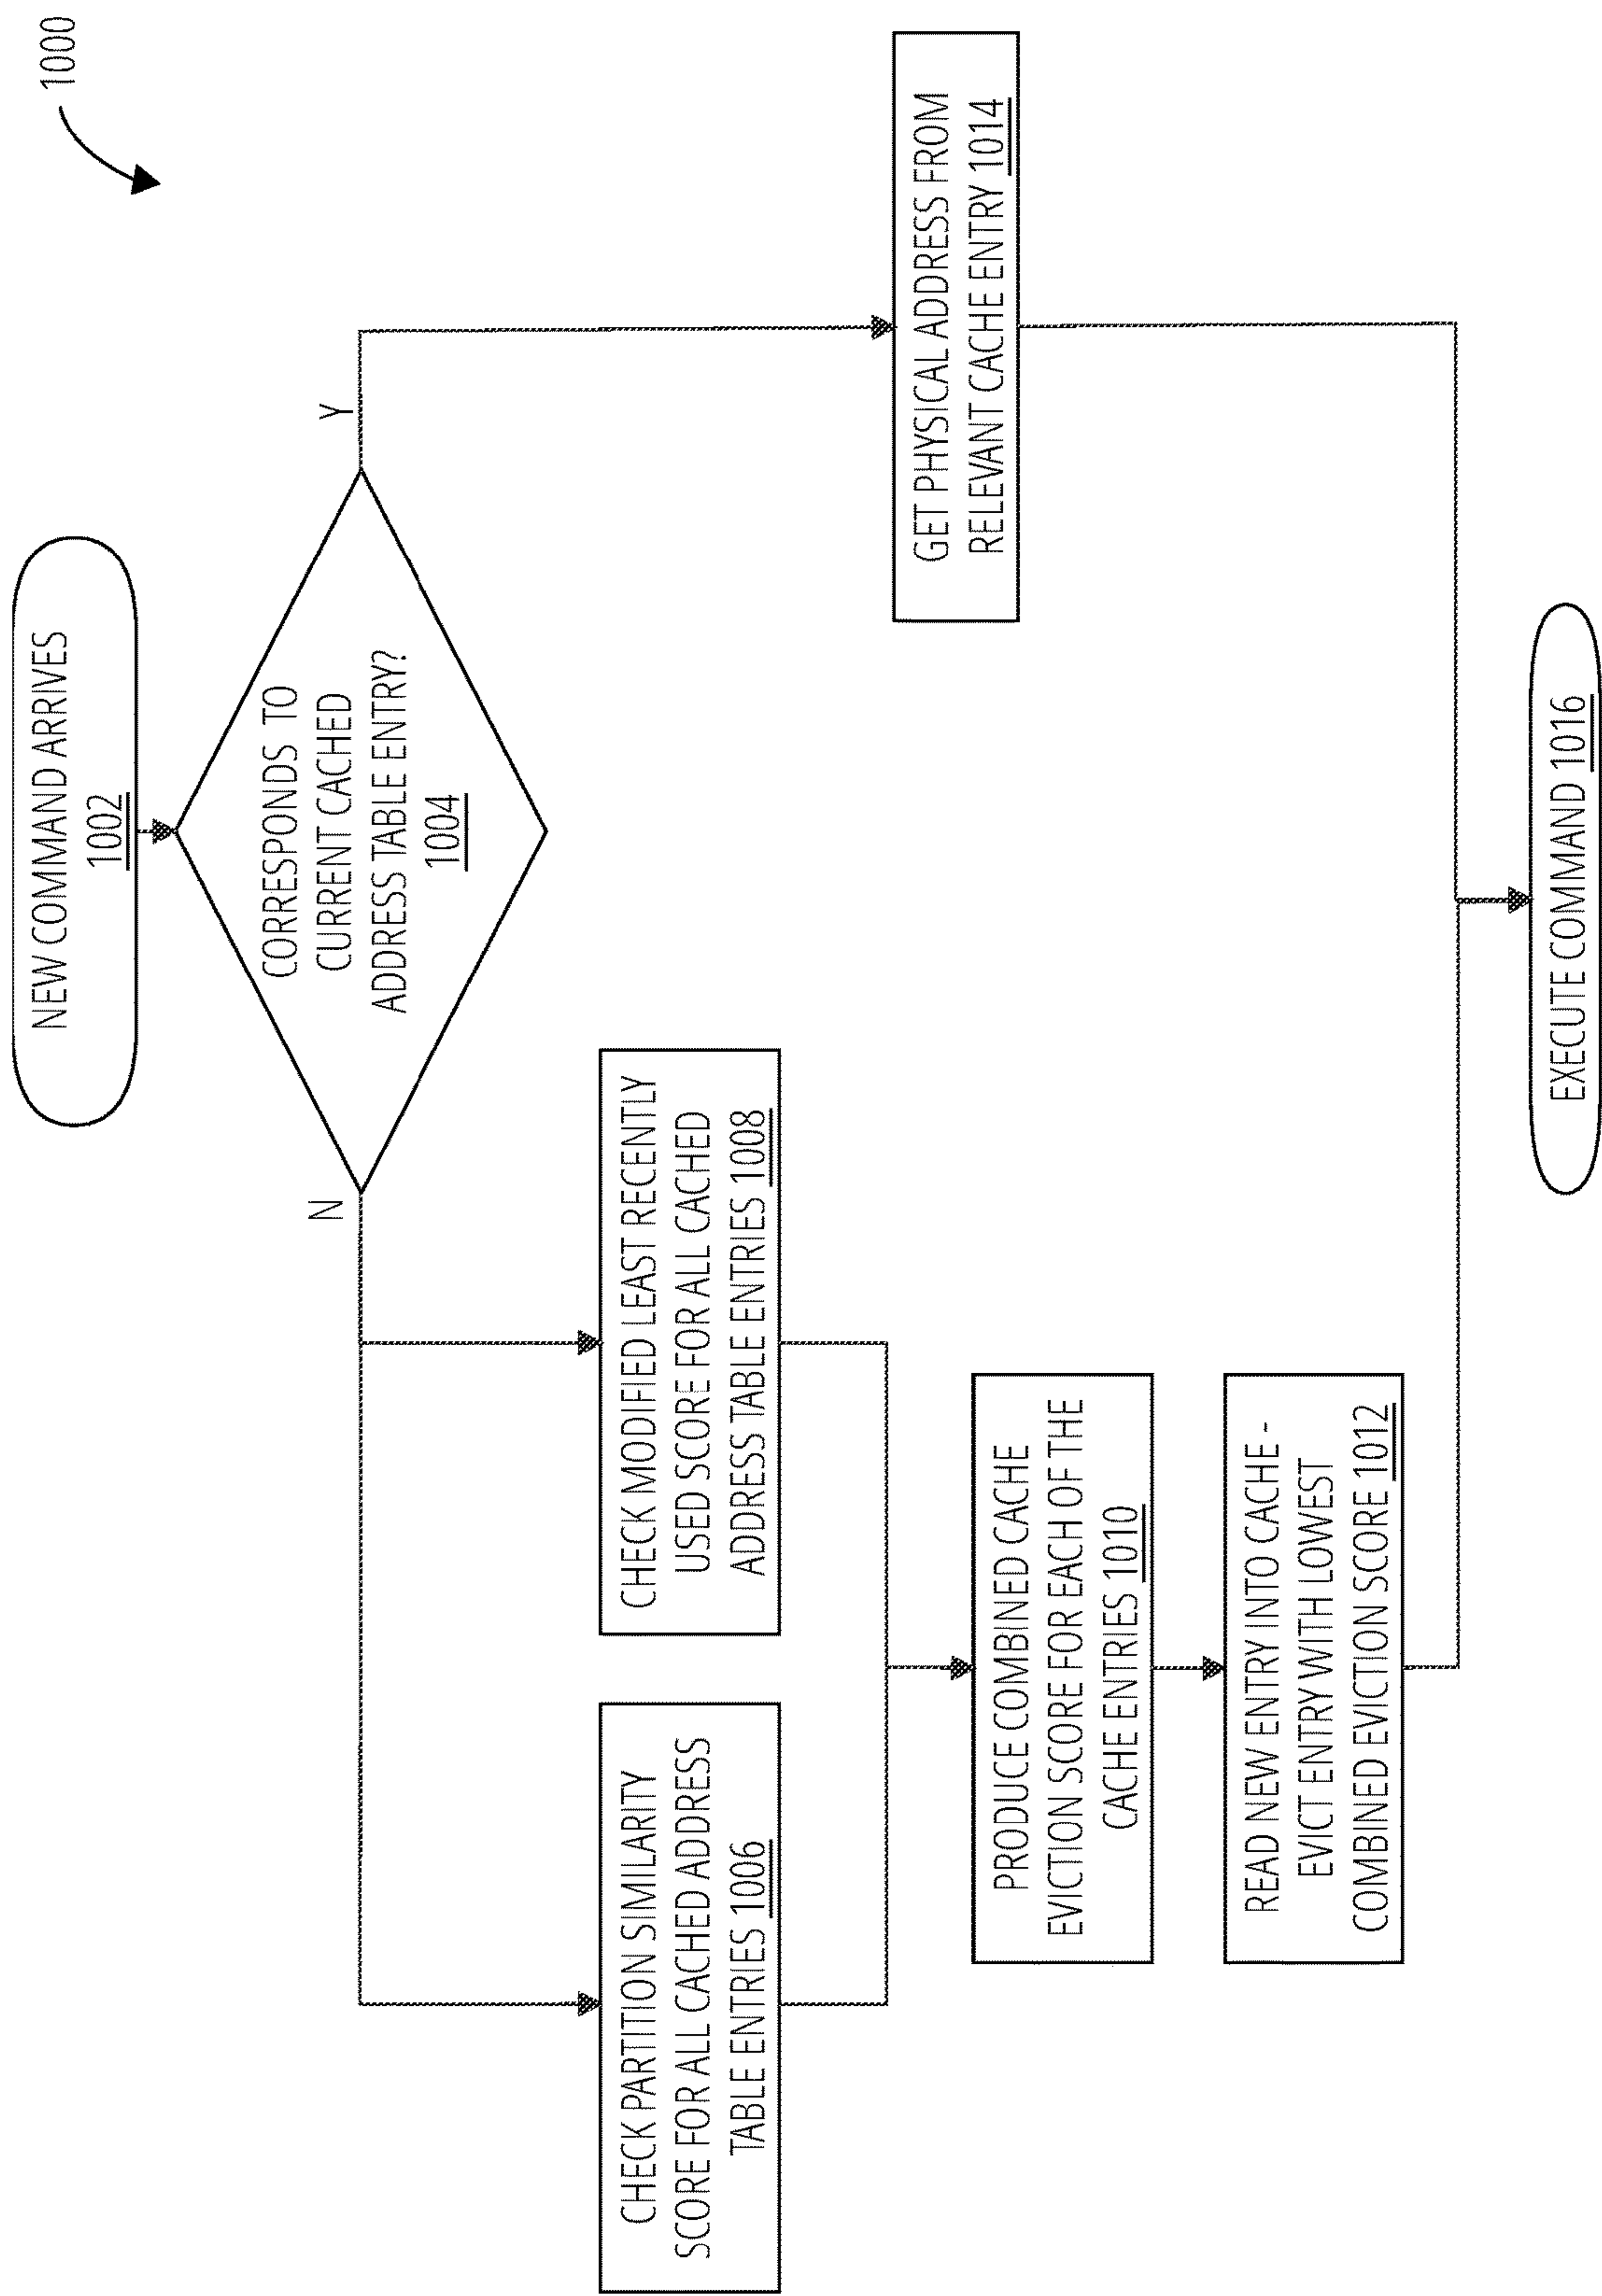 1000
NEW COMMAND ARRIVES
1002
CORRESPONDS TO
CURRENT CACHED
ADDRESS TABLE ENTRY?
1004
N
Y
CHECK PARTITION SIMILARITY
SCORE FOR ALL CACHED ADDRESS
TABLE ENTRIES 1006
CHECK MODIFIED LEAST RECENTLY
USED SCORE FOR ALL CACHED
ADDRESS TABLE ENTRIES 1008
PRODUCE COMBINED CACHE
EVICTION SCORE FOR EACH OF THE
CACHE ENTRIES 1010
READ NEW ENTRY INTO CACHE -
EVICT ENTRY WITH LOWEST
COMBINED EVICTION SCORE 1012
GET PHYSICAL ADDRESS FROM
RELEVANT CACHE ENTRY 1014
EXECUTE COMMAND 1016